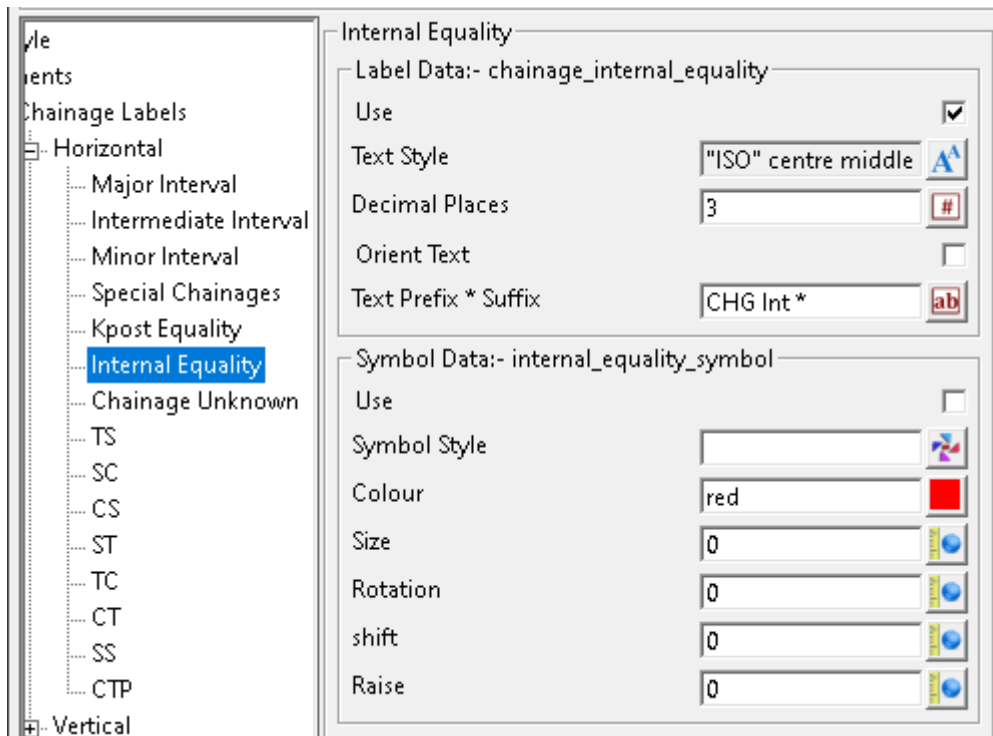 yle
ents
Chainage Labels
Horizontal
Major Interval
Intermediate Interval
Minor Interval
Special Chainages
Kpost Equality
Internal Equality
Chainage Unknown
TS
SC
CS
ST
TC
CT
SS
CTP
Vertical
Internal Equality
Label Data:- chainage_internal_equality
Use
Text Style "ISO" centre middle
Decimal Places 3 #
Orient Text
Text Prefix * Suffix CHG Int * ab
Symbol Data:- internal_equality_symbol
Use
Symbol Style
Colour red
Size 0
Rotation 0
shift 0
Raise 0